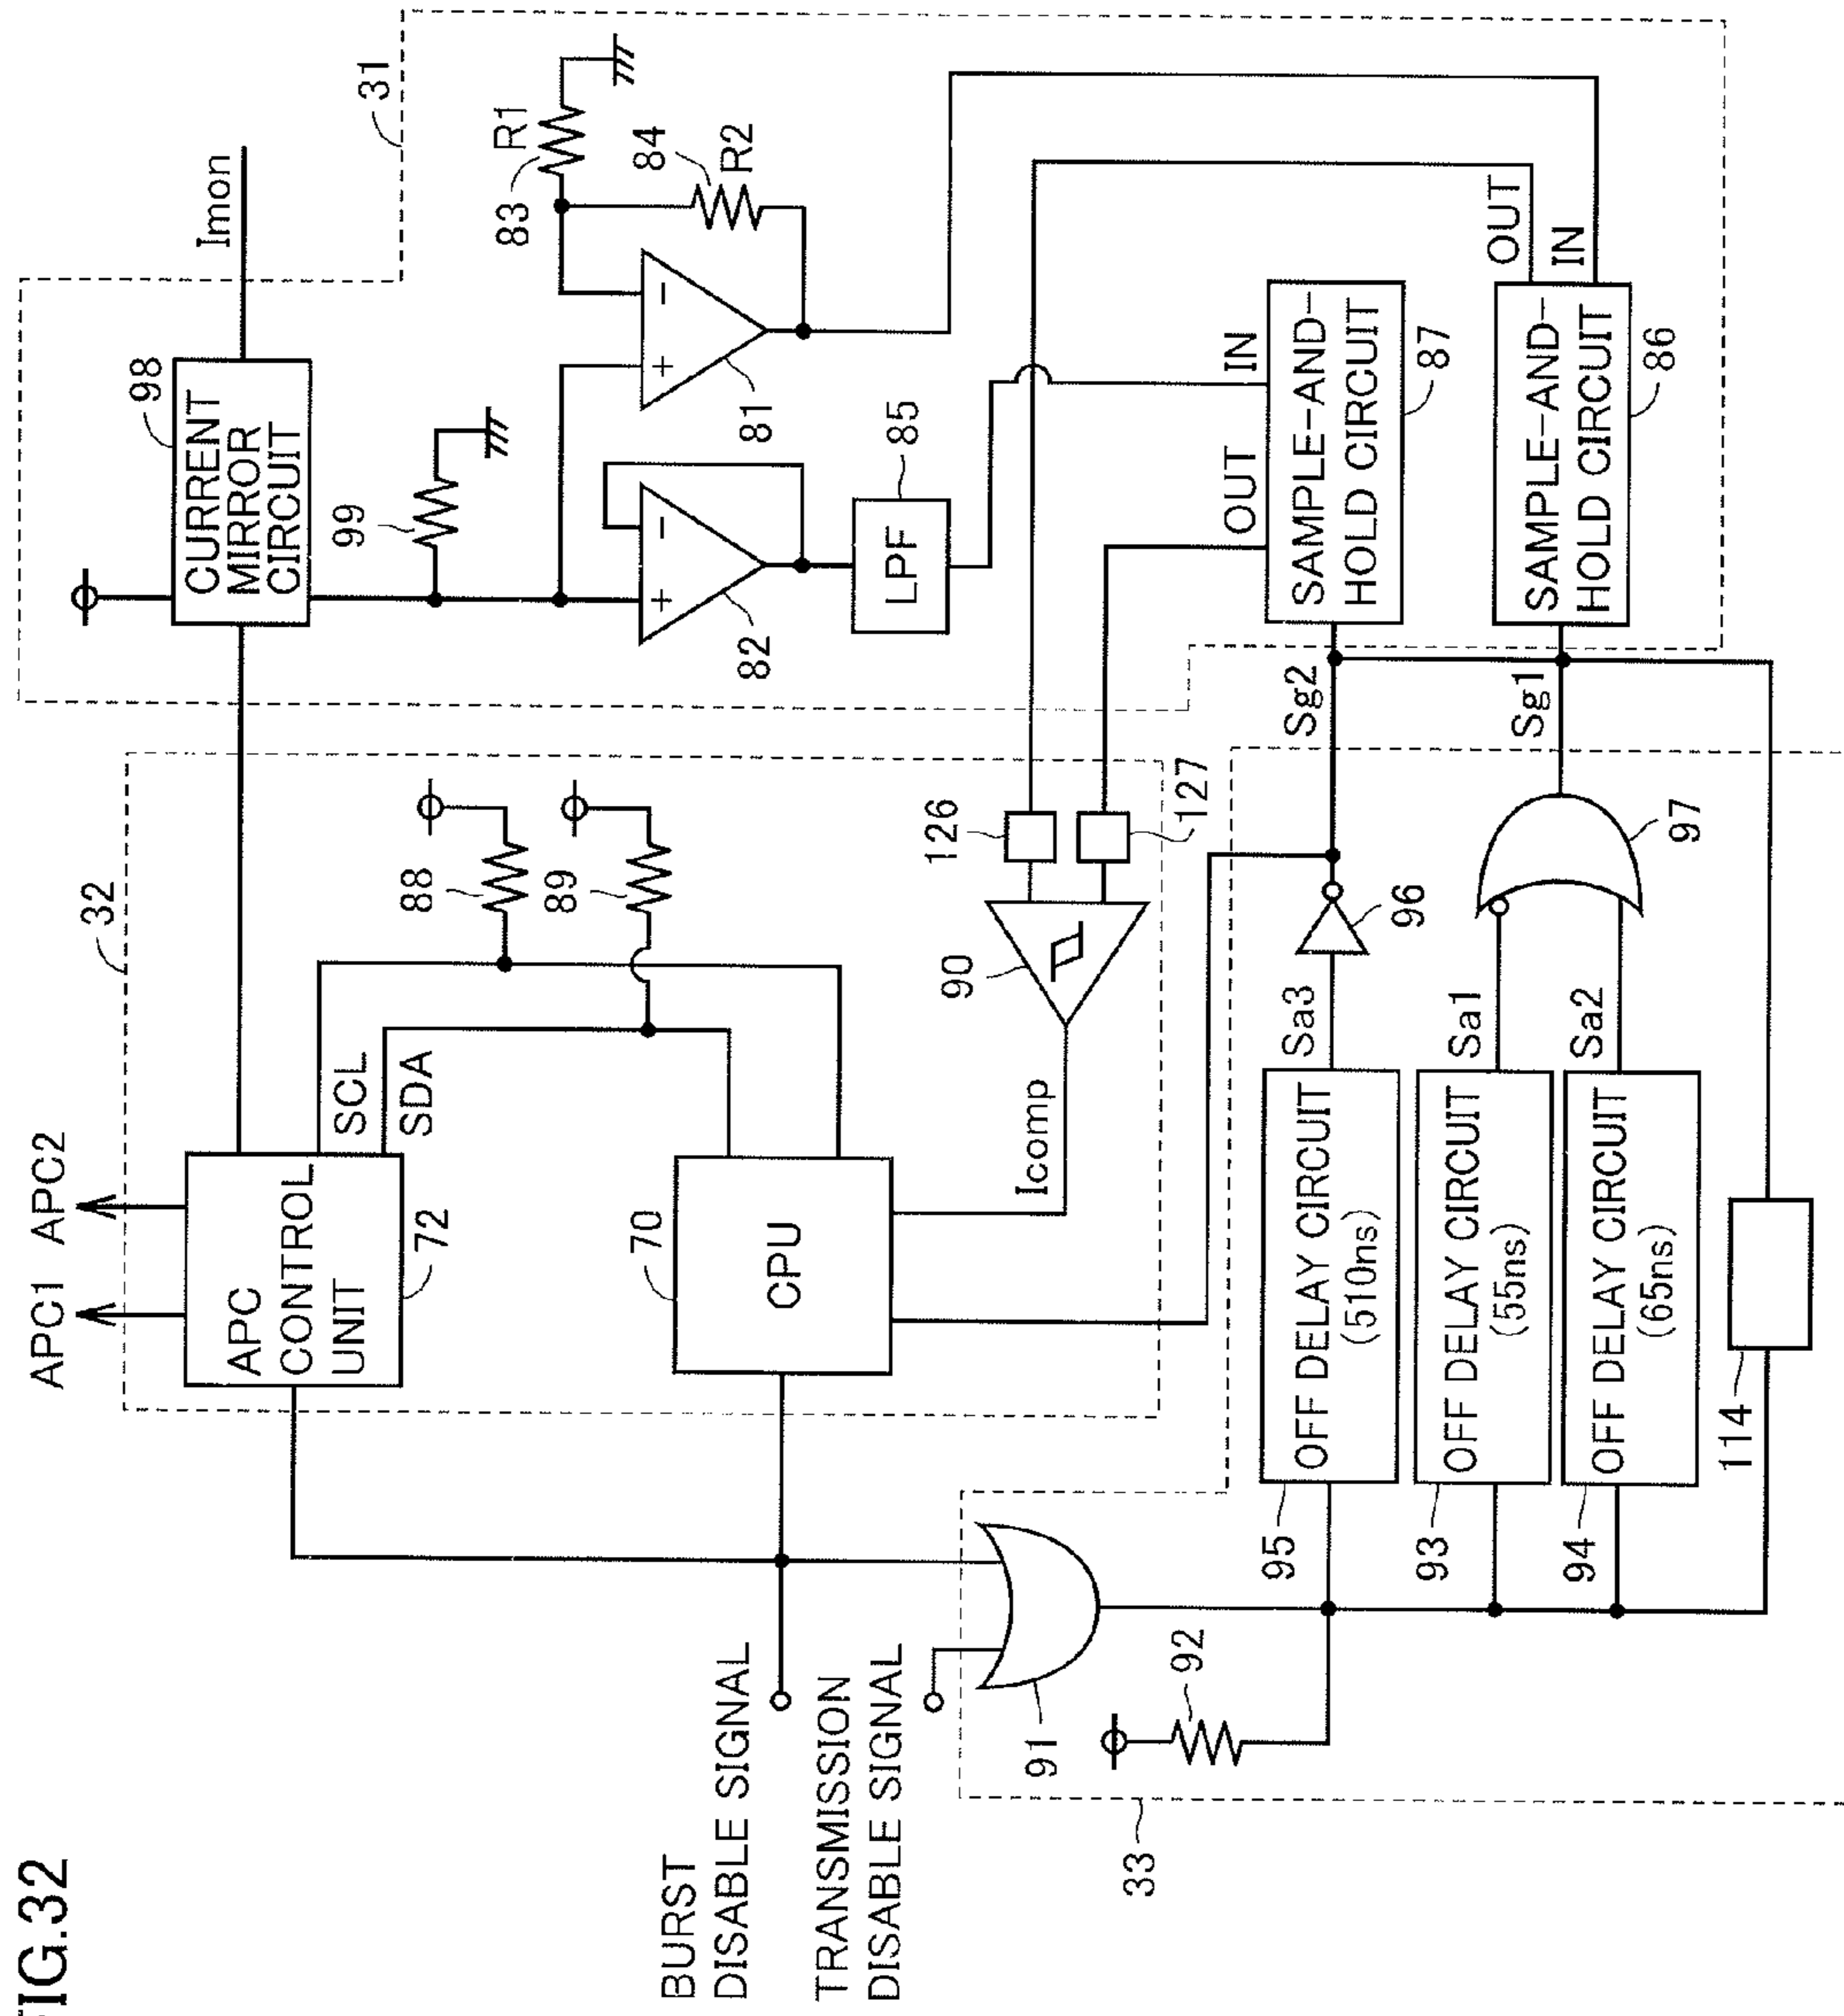 FIG.32
BURST
DISABLE SIGNAL
TRANSMISSION
DISABLE SIGNAL
APC1
APC2
32
APC
CONTROL
UNIT
72
SCL
SDA
88
89
70
CPU
Icomp
90
126
127
98
CURRENT
MIRROR
CIRCUIT
Imon
31
99
82
81
83
R1
84
R2
85
LPF
OUT
IN
SAMPLE-AND-
HOLD CIRCUIT
87
OUT
IN
SAMPLE-AND-
HOLD CIRCUIT
86
33
91
92
95
OFF DELAY CIRCUIT
(510ns)
Sa3
96
Sg2
93
OFF DELAY CIRCUIT
(55ns)
Sa1
94
OFF DELAY CIRCUIT
(65ns)
Sa2
97
Sg1
114